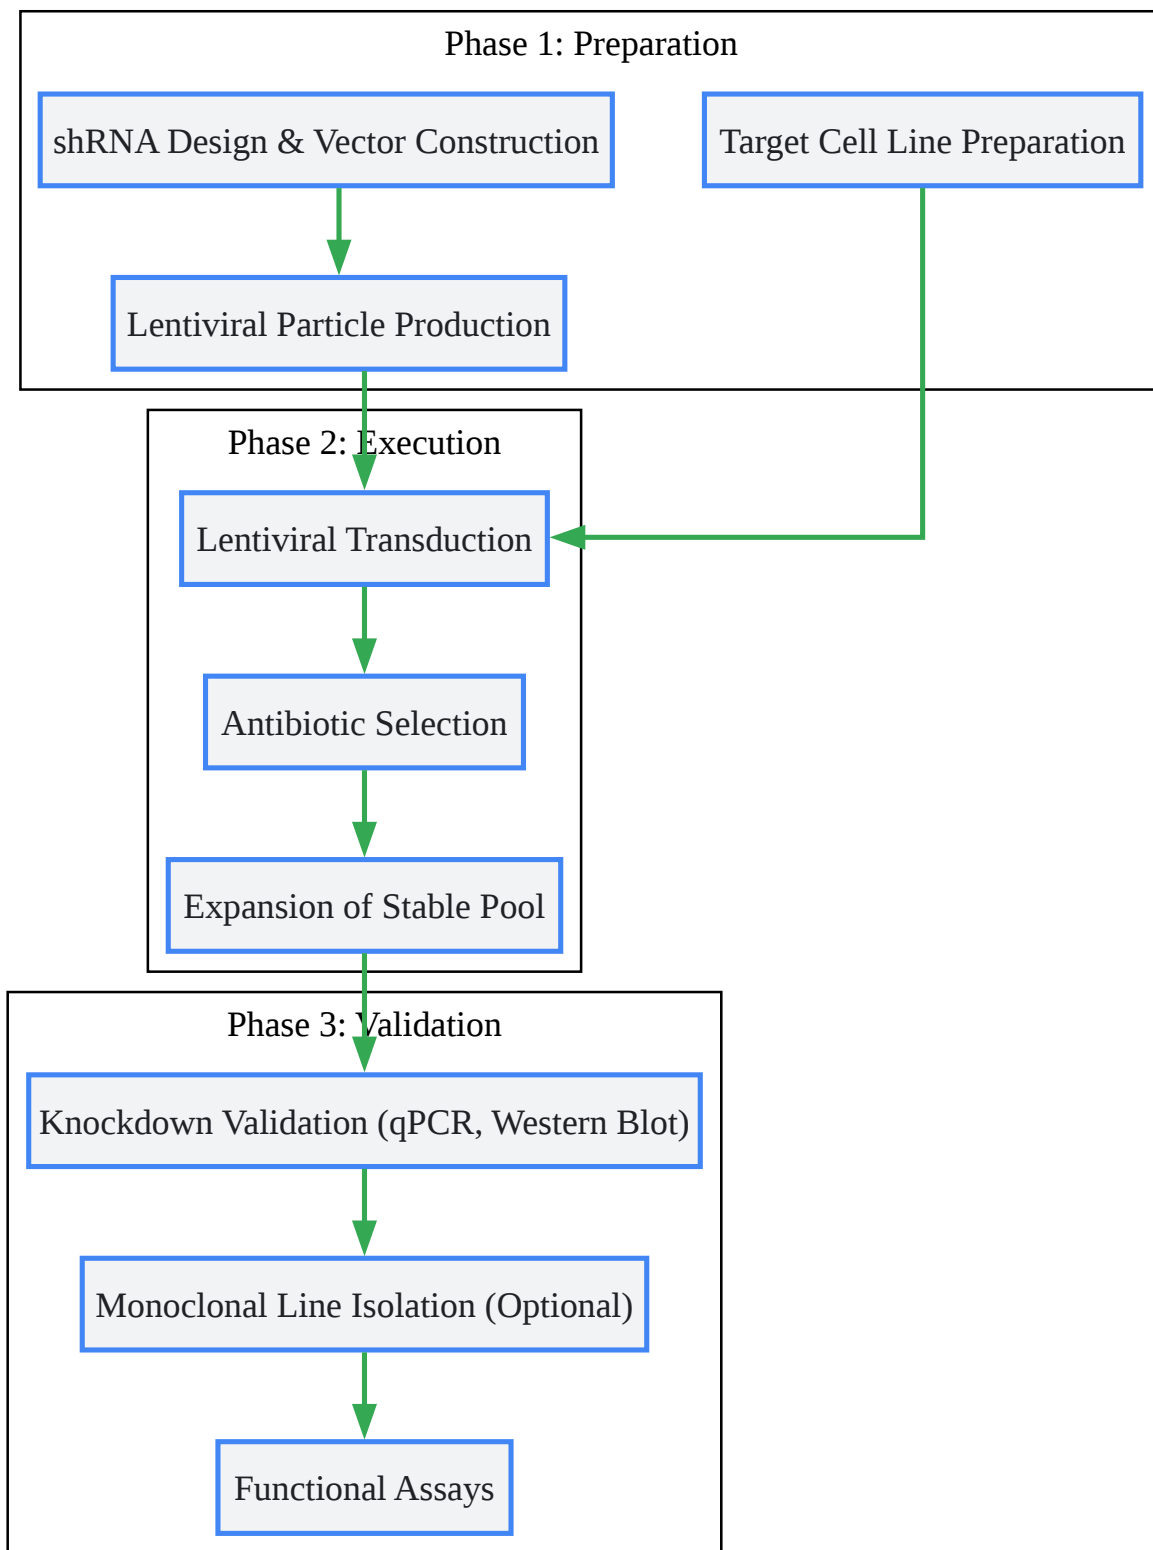 Phase 1: Preparation
shRNA Design & Vector Construction
Target Cell Line Preparation
Lentiviral Particle Production
Phase 2: Execution
Lentiviral Transduction
Antibiotic Selection
Expansion of Stable Pool
Phase 3: Validation
Knockdown Validation (qPCR, Western Blot)
Monoclonal Line Isolation (Optional)
Functional Assays